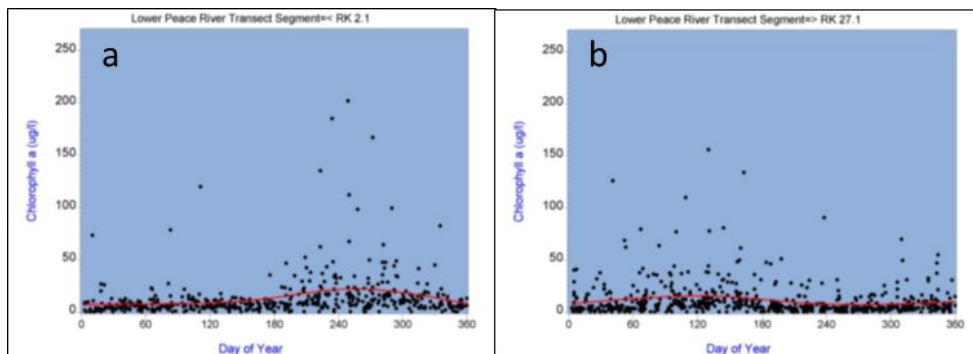 Lower Peace River Transect Segment=< RK 2.1
a
250
200
150
100
50
0
Chlorophyll a (ug/l)
0 60 120 180 240 300 360
Day of Year
Lower Peace River Transect Segment=> RK 27.1
b
250
200
150
100
50
0
Chlorophyll a (ug/l)
0 60 120 180 240 300 360
Day of Year